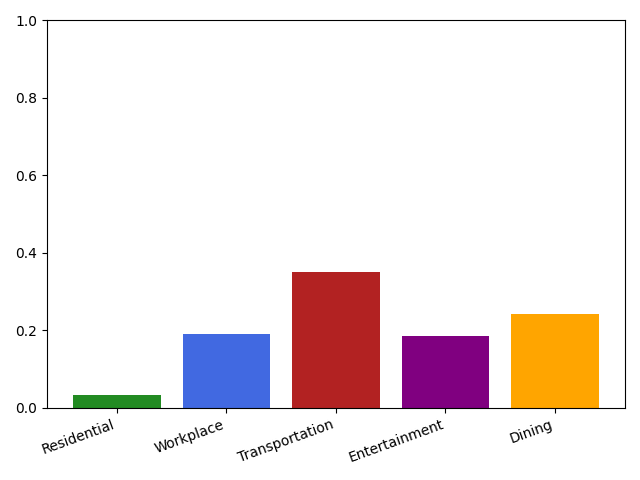 1.0
0.8
0.6
0.4
0.2
0.0
Residential
Workplace
Transportation
Entertainment
Dining